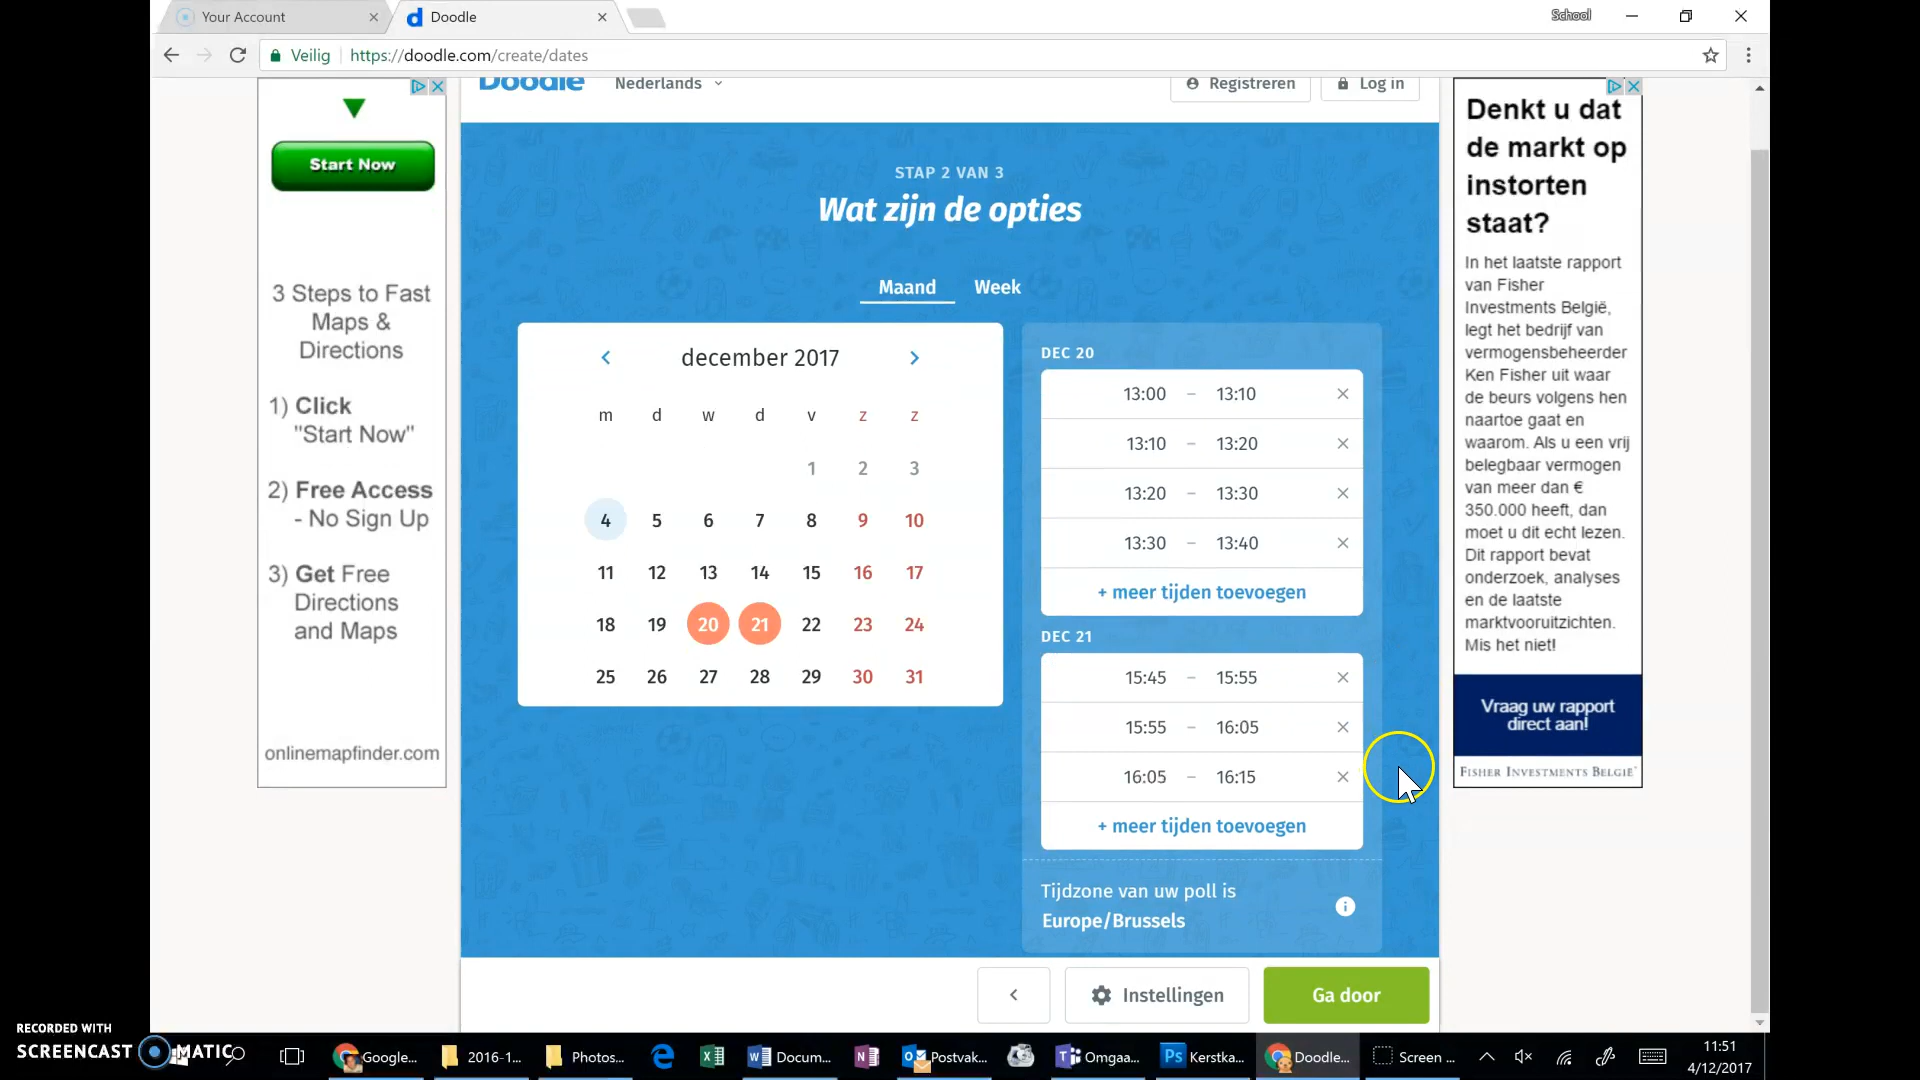 Your Account
Doodle
School
Veilig
https://doodle.com/create/dates
Start Now
3 Steps to Fast
Maps &
Directions
1) Click
"Start Now"
2) Free Access
- No Sign Up
3) Get Free
Directions
and Maps
onlinemapfinder.com
Doodle
Nederlands
Registreren
Log in
STAP 2 VAN 3
Wat zijn de opties
Maand
Week
december 2017
m d w d v z z
1 2 3
4 5 6 7 8 9 10
11 12 13 14 15 16 17
18 19 20 21 22 23 24
25 26 27 28 29 30 31
DEC 20
13:00 – 13:10
13:10 – 13:20
13:20 – 13:30
13:30 – 13:40
+ meer tijden toevoegen
DEC 21
15:45 – 15:55
15:55 – 16:05
16:05 – 16:15
+ meer tijden toevoegen
Tijdzone van uw poll is
Europe/Brussels
Instellingen
Ga door
Denkt u dat
de markt op
instorten
staat?
In het laatste rapport
van Fisher
Investments België,
legt het bedrijf van
vermogensbeheerder
Ken Fisher uit waar
de beurs volgens hen
naartoe gaat en
waarom. Als u een vrij
belegbaar vermogen
van meer dan €
350.000 heeft, dan
moet u dit echt lezen.
Dit rapport bevat
onderzoek, analyses
en de laatste
marktvooruitzichten.
Mis het niet!
Vraag uw rapport
direct aan!
FISHER INVESTMENTS BELGIË
RECORDED WITH
SCREENCAST MATIC
Google...
2016-1...
Photos...
Docum...
Postvak...
Omgaa...
Kerstka...
Doodle...
Screen ...
11:51
4/12/2017